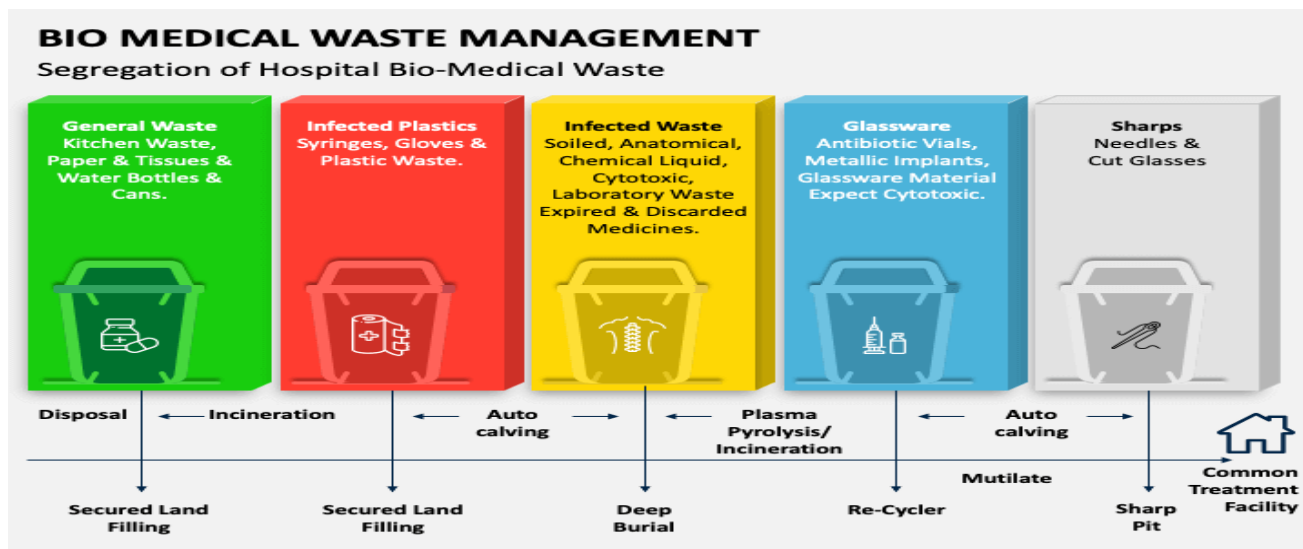 BIO MEDICAL WASTE MANAGEMENT
Segregation of Hospital Bio-Medical Waste
General Waste
Kitchen Waste,
Paper & Tissues &
Water Bottles &
Cans.
Infected Plastics
Syringes, Gloves &
Plastic Waste.
Infected Waste
Soiled, Anatomical,
Chemical Liquid,
Cytotoxic,
Laboratory Waste
Expired & Discarded
Medicines.
Glassware
Antibiotic Vials,
Metallic Implants,
Glassware Material
Expect Cytotoxic.
Sharps
Needles &
Cut Glasses
Disposal
Incineration
Auto
calving
Plasma
Pyrolysis/
Incineration
Auto
calving
Mutilate
Common
Treatment
Facility
Secured Land
Filling
Secured Land
Filling
Deep
Burial
Re-Cycler
Sharp
Pit